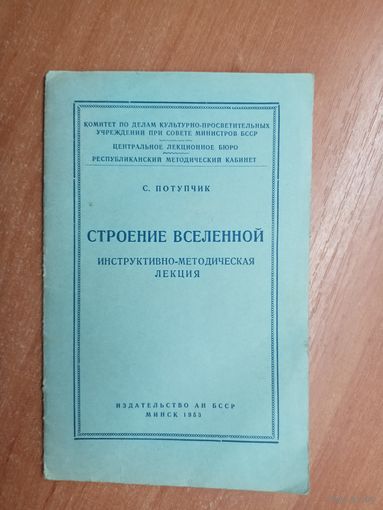 КОМИТЕТ ПО ДЕЛАМ КУЛЬТУРНО-ПРОСВЕТИТЕЛЬНЫХ
УЧРЕЖДЕНИЙ ПРИ СОВЕТЕ МИНИСТРОВ БССР
ЦЕНТРАЛЬНОЕ ЛЕКЦИОННОЕ БЮРО
РЕСПУБЛИКАНСКИЙ МЕТОДИЧЕСКИЙ КАБИНЕТ
С. ПОТУПЧИК
СТРОЕНИЕ ВСЕЛЕННОЙ
ИНСТРУКТИВНО-МЕТОДИЧЕСКАЯ
ЛЕКЦИЯ
ИЗДАТЕЛЬСТВО АН БССР
МИНСК 1953